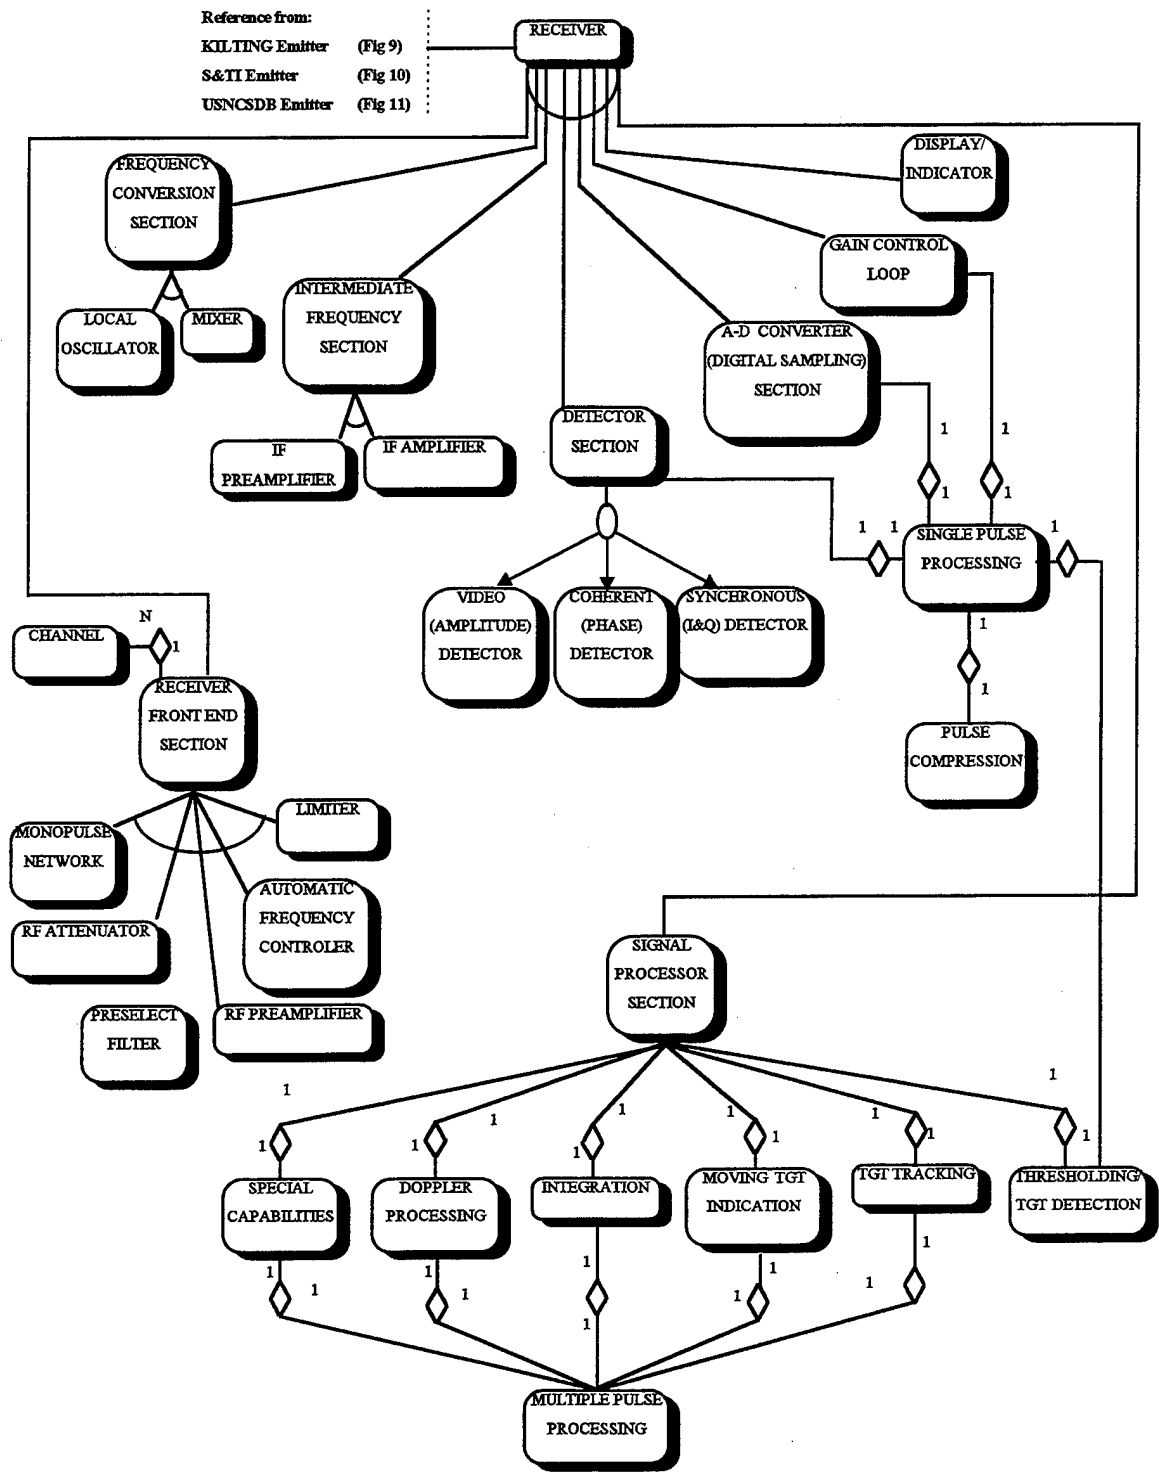 Reference from:
KILTING Emitter (Fig 9)
S&TI Emitter (Fig 10)
USNCSDB Emitter (Fig 11)
RECEIVER
FREQUENCY
CONVERSION
SECTION
LOCAL
OSCILLATOR
MIXER
INTERMEDIATE
FREQUENCY
SECTION
IF
PREAMPLIFIER
IF AMPLIFIER
DISPLAY/
INDICATOR
GAIN CONTROL
LOOP
A-D CONVERTER
(DIGITAL SAMPLING)
SECTION
DETECTOR
SECTION
1
1
1
1
1
1
1
SINGLE PULSE
PROCESSING
VIDEO
(AMPLITUDE)
DETECTOR
COHERENT
(PHASE)
DETECTOR
SYNCHRONOUS
(I&Q) DETECTOR
1
1
PULSE
COMPRESSION
N
CHANNEL
1
RECEIVER
FRONT END
SECTION
MONOPULSE
NETWORK
LIMITER
RF ATTENUATOR
AUTOMATIC
FREQUENCY
CONTROLER
PRESELECT
FILTER
RF PREAMPLIFIER
SIGNAL
PROCESSOR
SECTION
1
1
1
1
1
1
1
1
1
1
1
1
SPECIAL
CAPABILITIES
DOPPLER
PROCESSING
INTEGRATION
MOVING TGT
INDICATION
TGT TRACKING
THRESHOLDING/
TGT DETECTION
1
1
1
1
1
1
1
1
1
1
MULTIPLE PULSE
PROCESSING